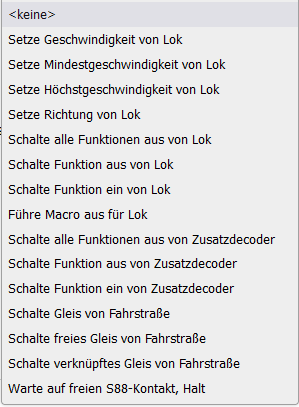 <keine>
Setze Geschwindigkeit von Lok
Setze Mindestgeschwindigkeit von Lok
Setze Höchstgeschwindigkeit von Lok
Setze Richtung von Lok
Schalte alle Funktionen aus von Lok
Schalte Funktion aus von Lok
Schalte Funktion ein von Lok
Führe Macro aus für Lok
Schalte alle Funktionen aus von Zusatzdecoder
Schalte Funktion aus von Zusatzdecoder
Schalte Funktion ein von Zusatzdecoder
Schalte Gleis von Fahrstraße
Schalte freies Gleis von Fahrstraße
Schalte verknüpftes Gleis von Fahrstraße
Warte auf freien S88-Kontakt, Halt